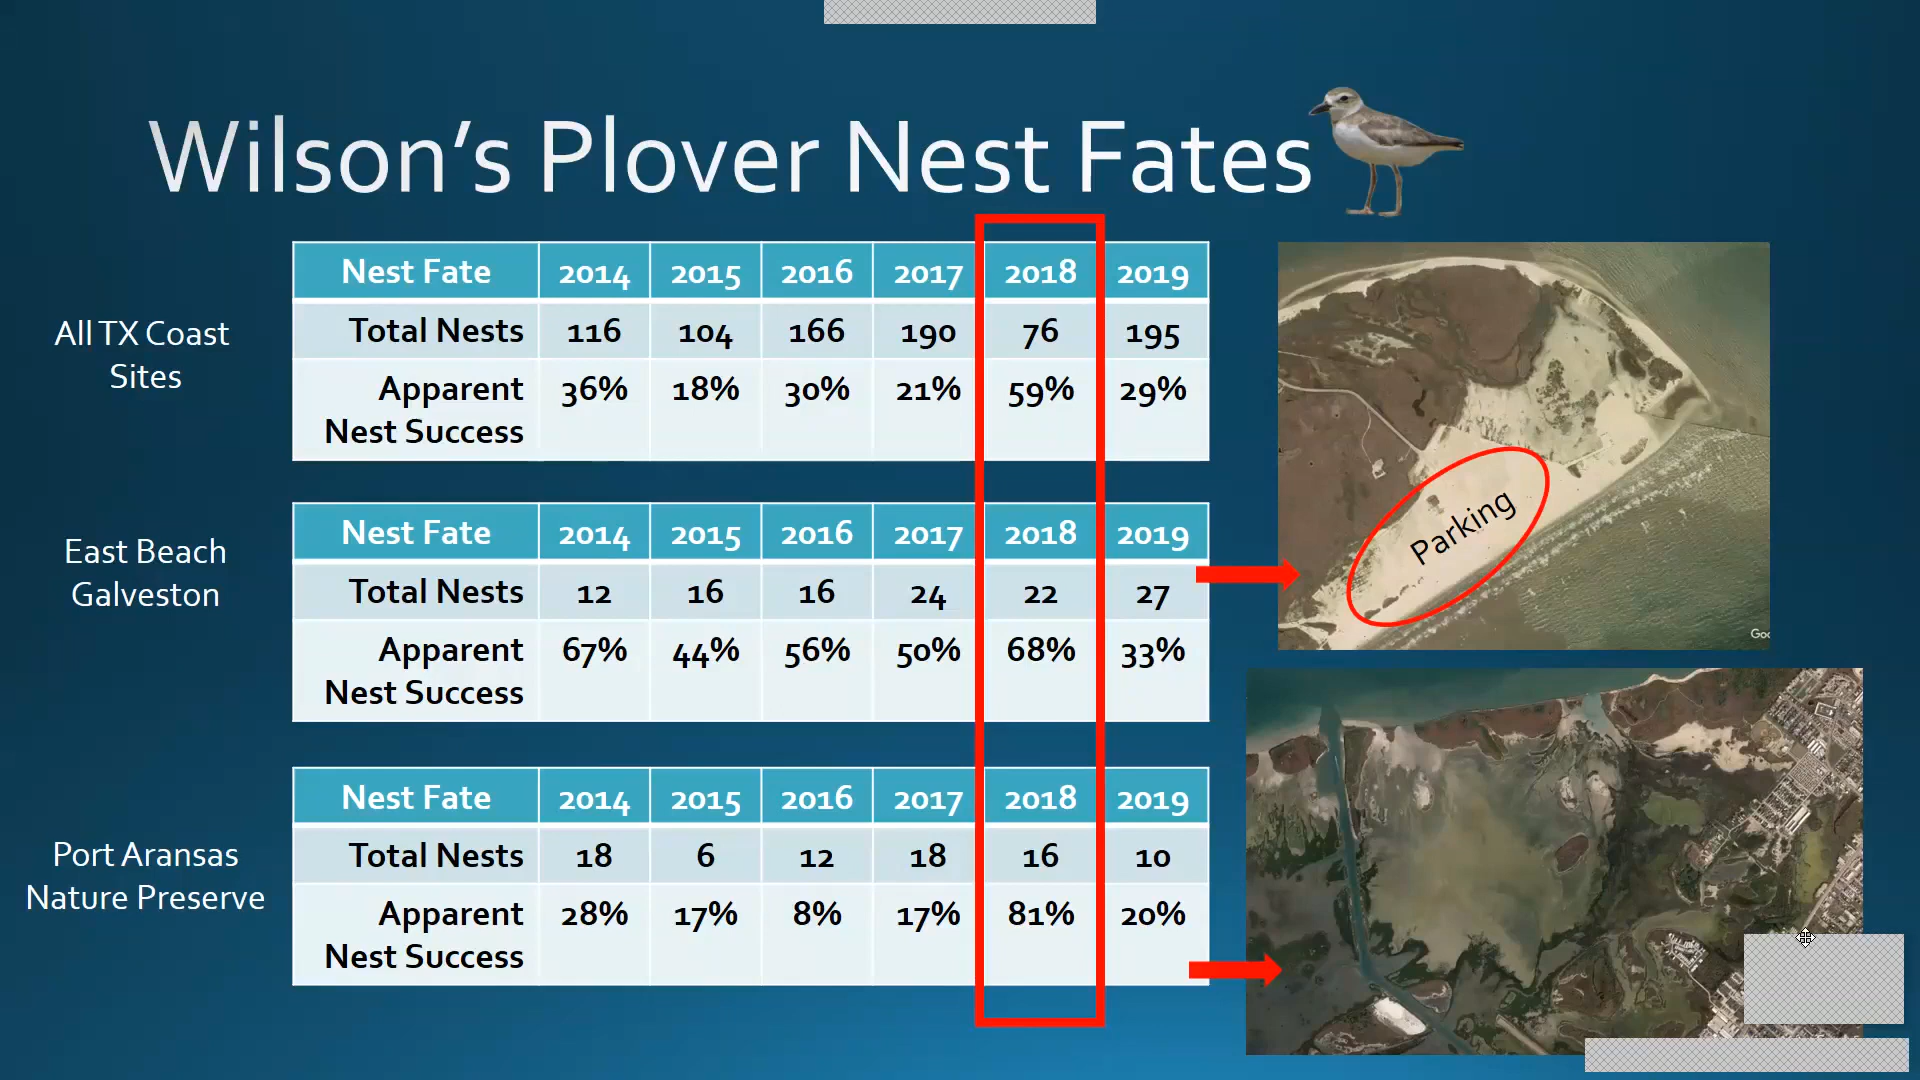 Wilson’s Plover Nest Fates
All TX Coast
Sites
Nest Fate 2014 2015 2016 2017 2018 2019
Total Nests 116 104 166 190 76 195
Apparent
Nest Success 36% 18% 30% 21% 59% 29%
East Beach
Galveston
Nest Fate 2014 2015 2016 2017 2018 2019
Total Nests 12 16 16 24 22 27
Apparent
Nest Success 67% 44% 56% 50% 68% 33%
Parking
Goo
Port Aransas
Nature Preserve
Nest Fate 2014 2015 2016 2017 2018 2019
Total Nests 18 6 12 18 16 10
Apparent
Nest Success 28% 17% 8% 17% 81% 20%